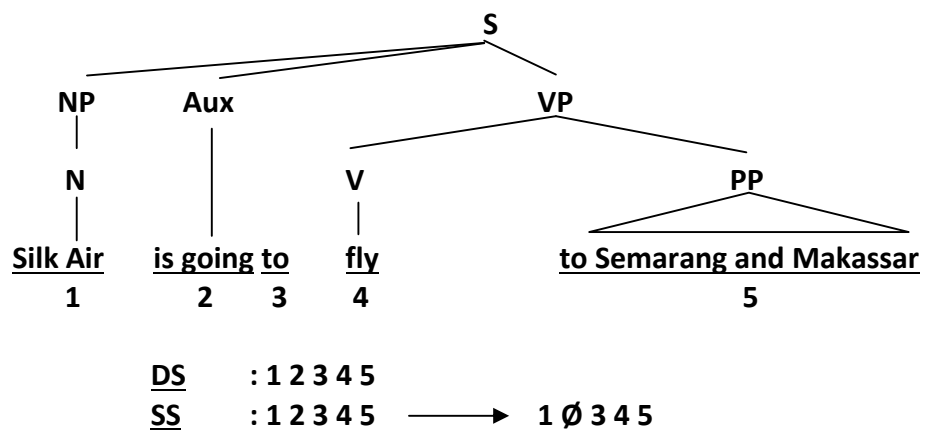 S
NP Aux VP
N V PP
Silk Air is going to fly to Semarang and Makassar
1 2 3 4 5
DS : 1 2 3 4 5
SS : 1 2 3 4 5 → 1 Ø 3 4 5